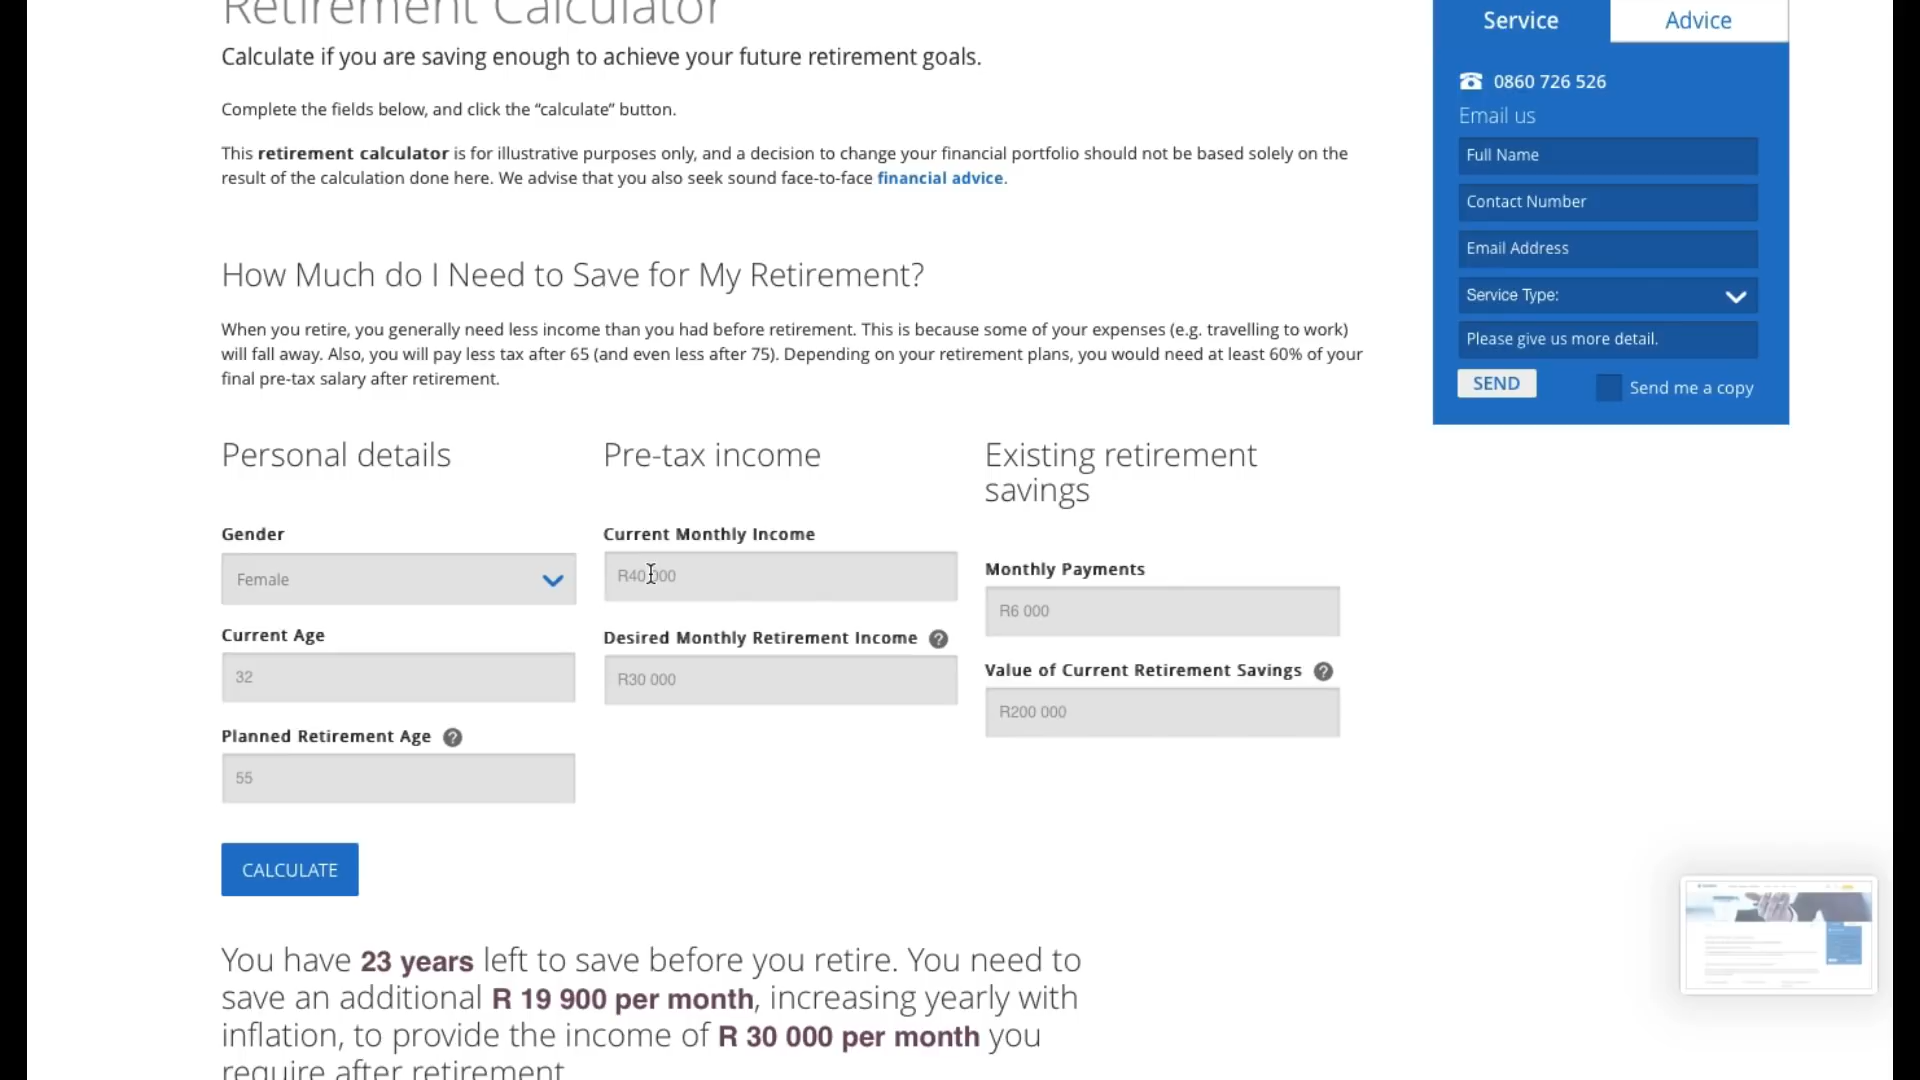 Retirement Calculator
Calculate if you are saving enough to achieve your future retirement goals.
Complete the fields below, and click the “calculate” button.
This retirement calculator is for illustrative purposes only, and a decision to change your financial portfolio should not be based solely on the
result of the calculation done here. We advise that you also seek sound face-to-face financial advice.
How Much do I Need to Save for My Retirement?
When you retire, you generally need less income than you had before retirement. This is because some of your expenses (e.g. travelling to work)
will fall away. Also, you will pay less tax after 65 (and even less after 75). Depending on your retirement plans, you would need at least 60% of your
final pre-tax salary after retirement.
Personal details
Gender
Female
Current Age
32
Planned Retirement Age ?
55
Pre-tax income
Current Monthly Income
R40 000
Desired Monthly Retirement Income ?
R30 000
Existing retirement
savings
Monthly Payments
R6 000
Value of Current Retirement Savings ?
R200 000
CALCULATE
You have 23 years left to save before you retire. You need to
save an additional R 19 900 per month, increasing yearly with
inflation, to provide the income of R 30 000 per month you
require after retirement
Service
Advice
0860 726 526
Email us
Full Name
Contact Number
Email Address
Service Type:
Please give us more detail.
SEND
Send me a copy